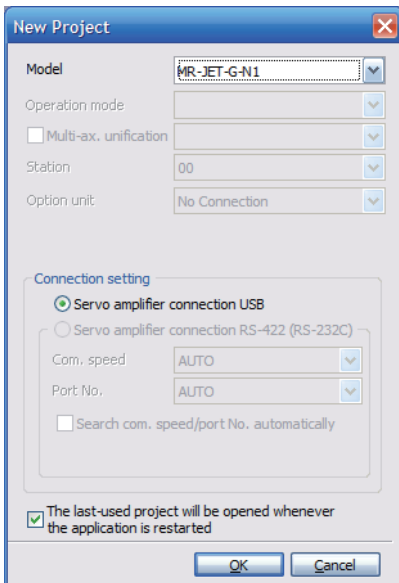 New Project
Model MR-JET-G-N1
Operation mode
Multi-ax. unification
Station 00
Option unit No Connection
Connection setting
Servo amplifier connection USB
Servo amplifier connection RS-422 (RS-232C)
Com. speed AUTO
Port No. AUTO
Search com. speed/port No. automatically
The last-used project will be opened whenever
the application is restarted
OK Cancel